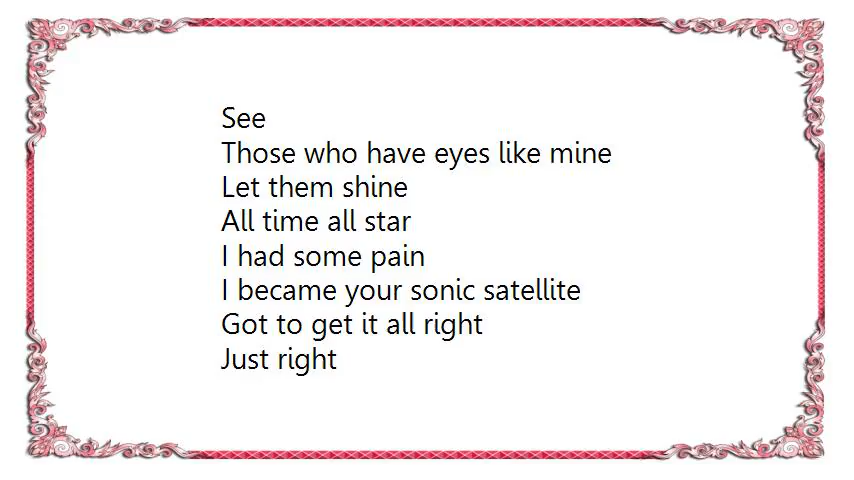 See
Those who have eyes like mine
Let them shine
All time all star
I had some pain
I became your sonic satellite
Got to get it all right
Just right